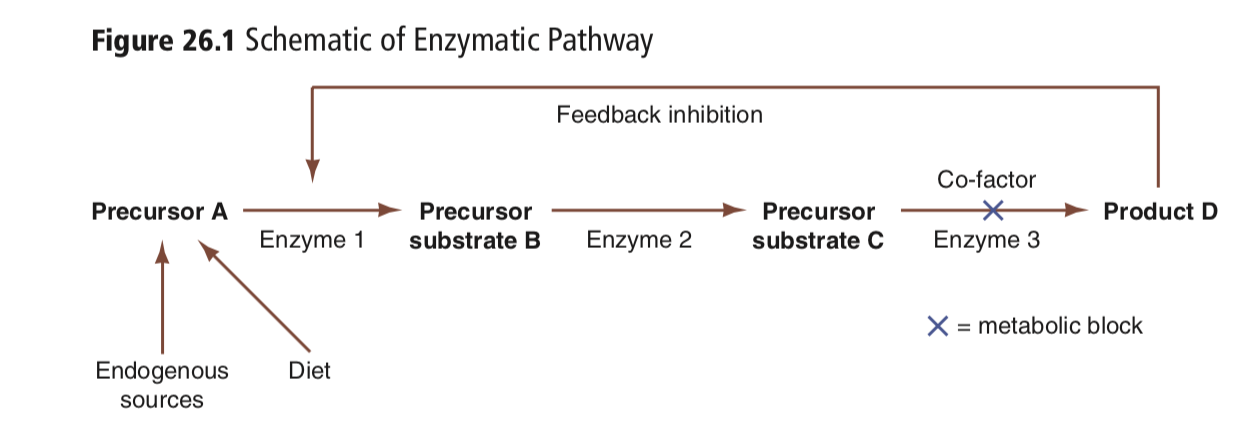 Figure 26.1 Schematic of Enzymatic Pathway
Feedback inhibition
Co-factor
Precursor A
Precursor
substrate B
Precursor
substrate C
Product D
Enzyme 1
Enzyme 2
Enzyme 3
= metabolic block
Endogenous
sources
Diet